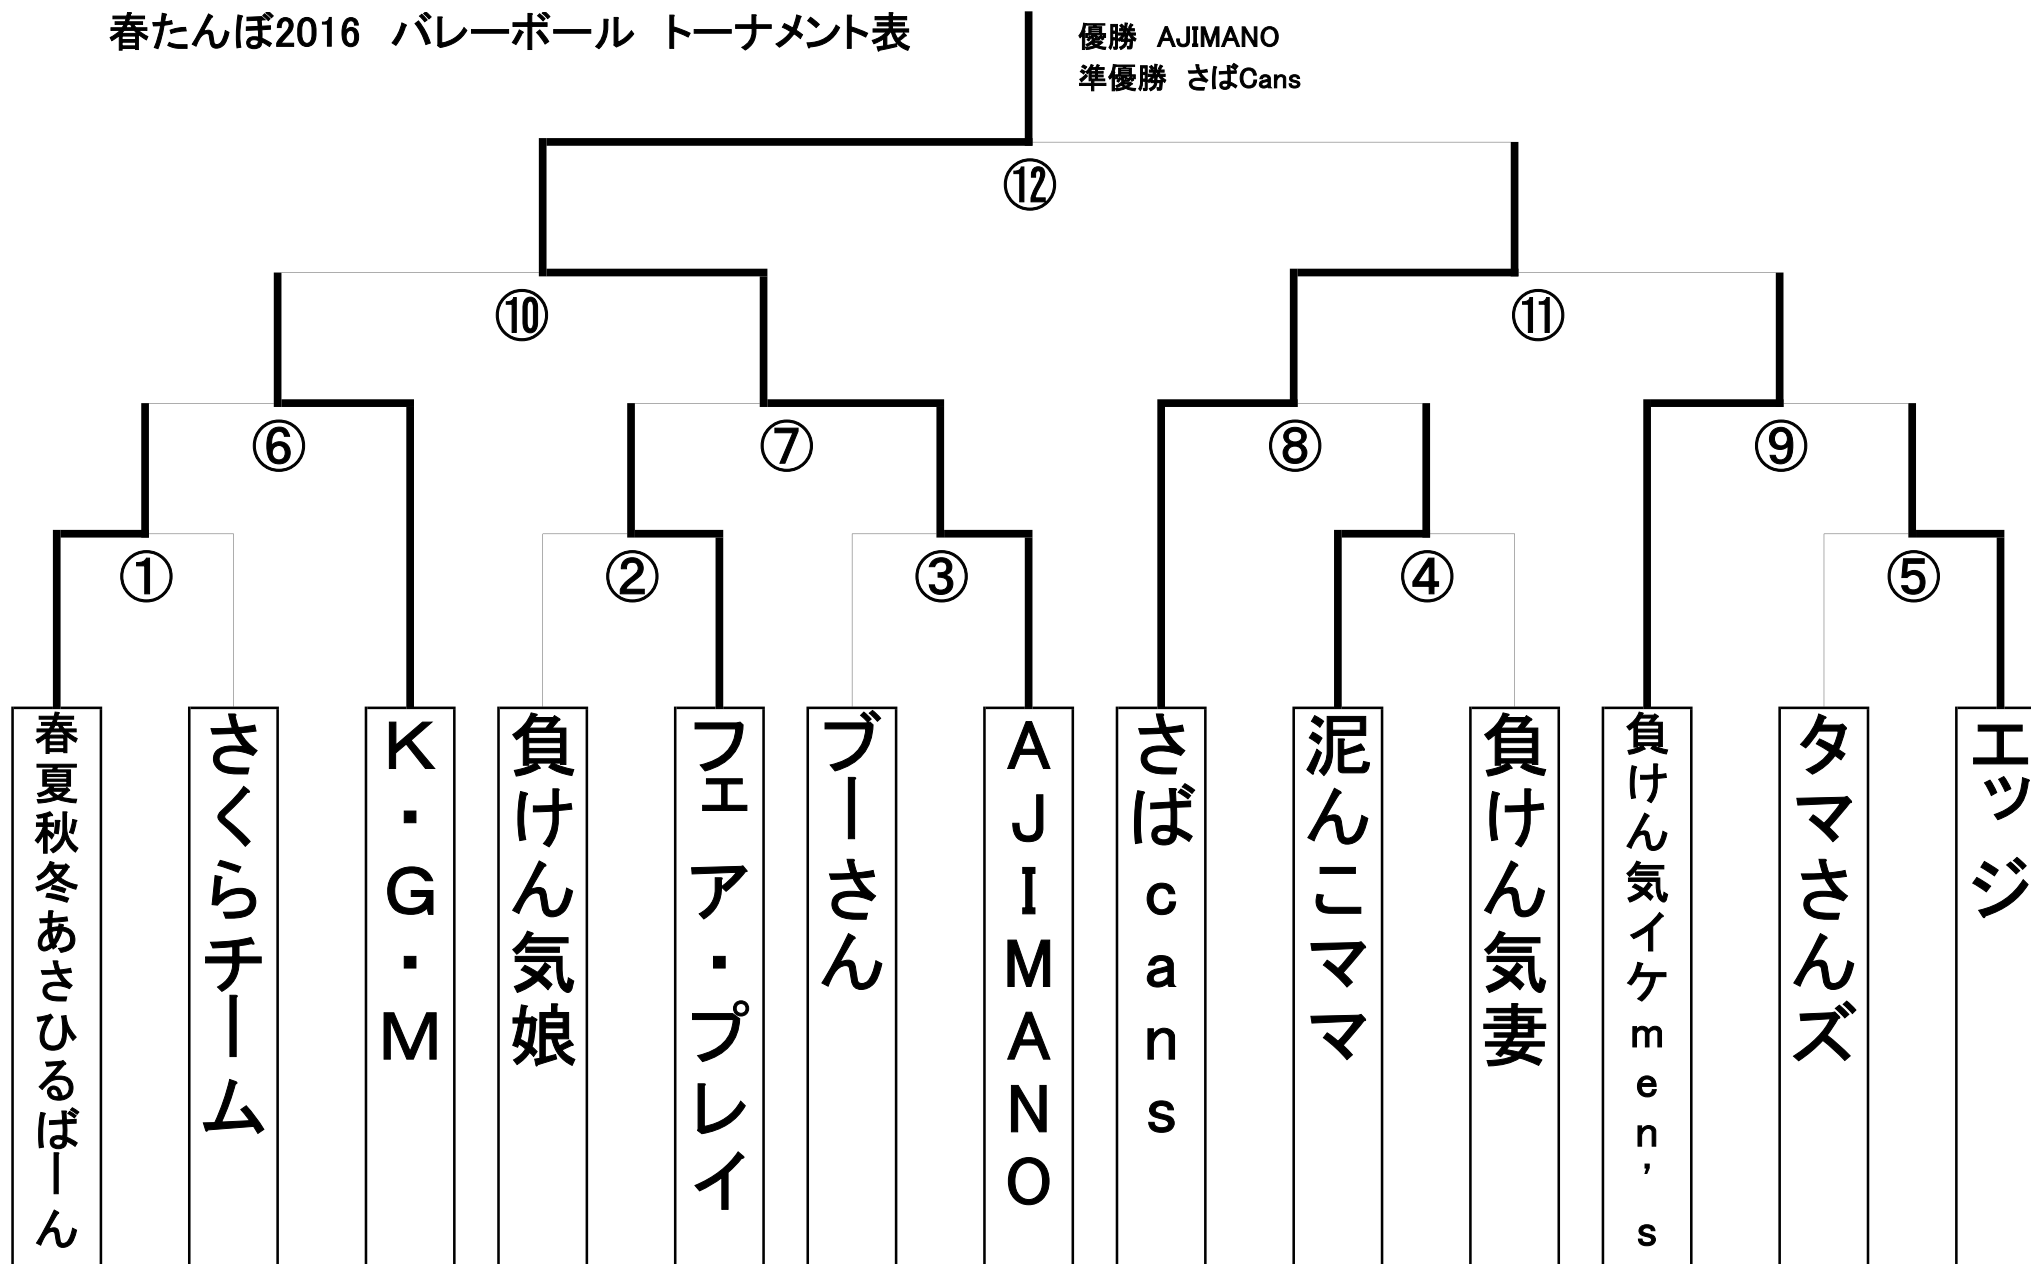 春たんぼ2016　バレーボール　トーナメント表
優勝　AJIMANO
準優勝　さばCans
⑫
⑩
⑪
⑥
⑦
⑧
⑨
①
②
③
④
⑤
春夏秋冬あさひるばーん
さくらチーム
K・G・M
負けん気娘
フェア・プレイ
ブーさん
AJIMANO
さばcans
泥んこママ
負けん気妻
負けん気イケmen's
タマさんズ
エッジ